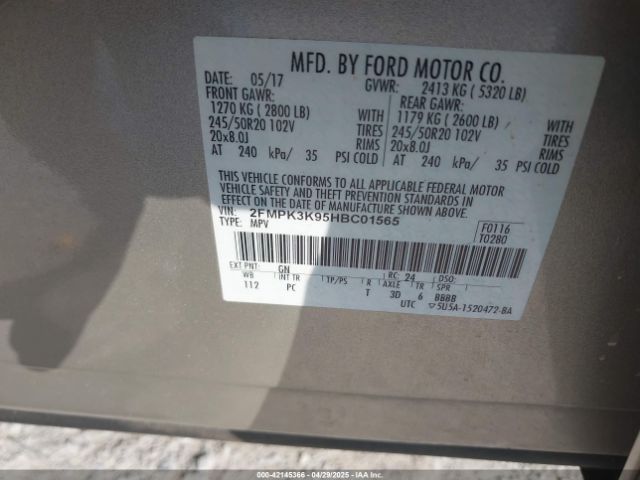 MFD. BY FORD MOTOR CO.
DATE: 05/17 GVWR: 2413 KG ( 5320 LB)
FRONT GAWR: REAR GAWR:
1270 KG ( 2800 LB) WITH 1179 KG ( 2600 LB) WITH
245/50R20 102V TIRES 245/50R20 102V TIRES
20x8.0J RIMS 20x8.0J RIMS
AT 240 kPa/ 35 PSI COLD AT 240 kPa/ 35 PSI COLD
THIS VEHICLE CONFORMS TO ALL APPLICABLE FEDERAL MOTOR
VEHICLE SAFETY AND THEFT PREVENTION STANDARDS IN
EFFECT ON THE DATE OF MANUFACTURE SHOWN ABOVE.
VIN: 2FMPK3K95HBC01565 F0116
TYPE: MPV T0280
EXT PNT: GN RC: 24 DSO:
WB INT TR TP/PS R AXLE TR SPR
112 PC T 3D 6 BBBB
UTC ▽5U5A-1520472-BA
000-42145366 | 04/29/2025 | IAAI.COM